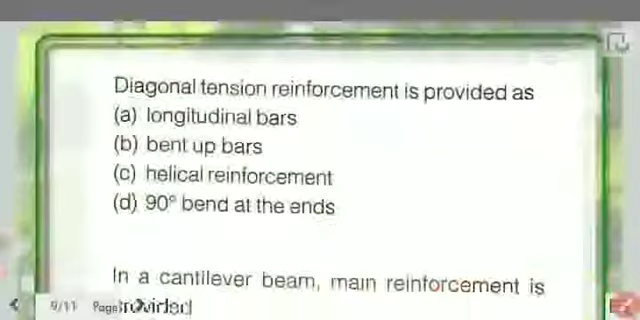 Diagonal tension reinforcement is provided as
(a) longitudinal bars
(b) bent up bars
(c) helical reinforcement
(d) 90° bend at the ends
In a cantilever beam, main reinforcement is
9/11 Page